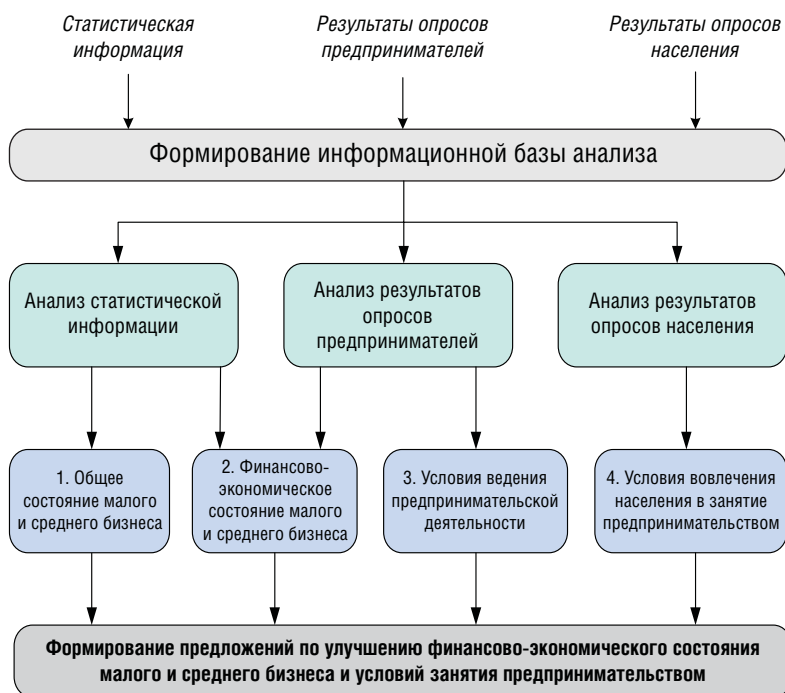 Статистическая
информация
Результаты опросов
предпринимателей
Результаты опросов
населения
Формирование информационной базы анализа
Анализ статистической
информации
Анализ результатов
опросов
предпринимателей
Анализ результатов
опросов населения
1. Общее
состояние малого
и среднего бизнеса
2. Финансово-
экономическое
состояние малого
и среднего бизнеса
3. Условия ведения
предпринимательской
деятельности
4. Условия вовлечения
населения в занятие
предпринимательством
Формирование предложений по улучшению финансово-экономического состояния
малого и среднего бизнеса и условий занятия предпринимательством